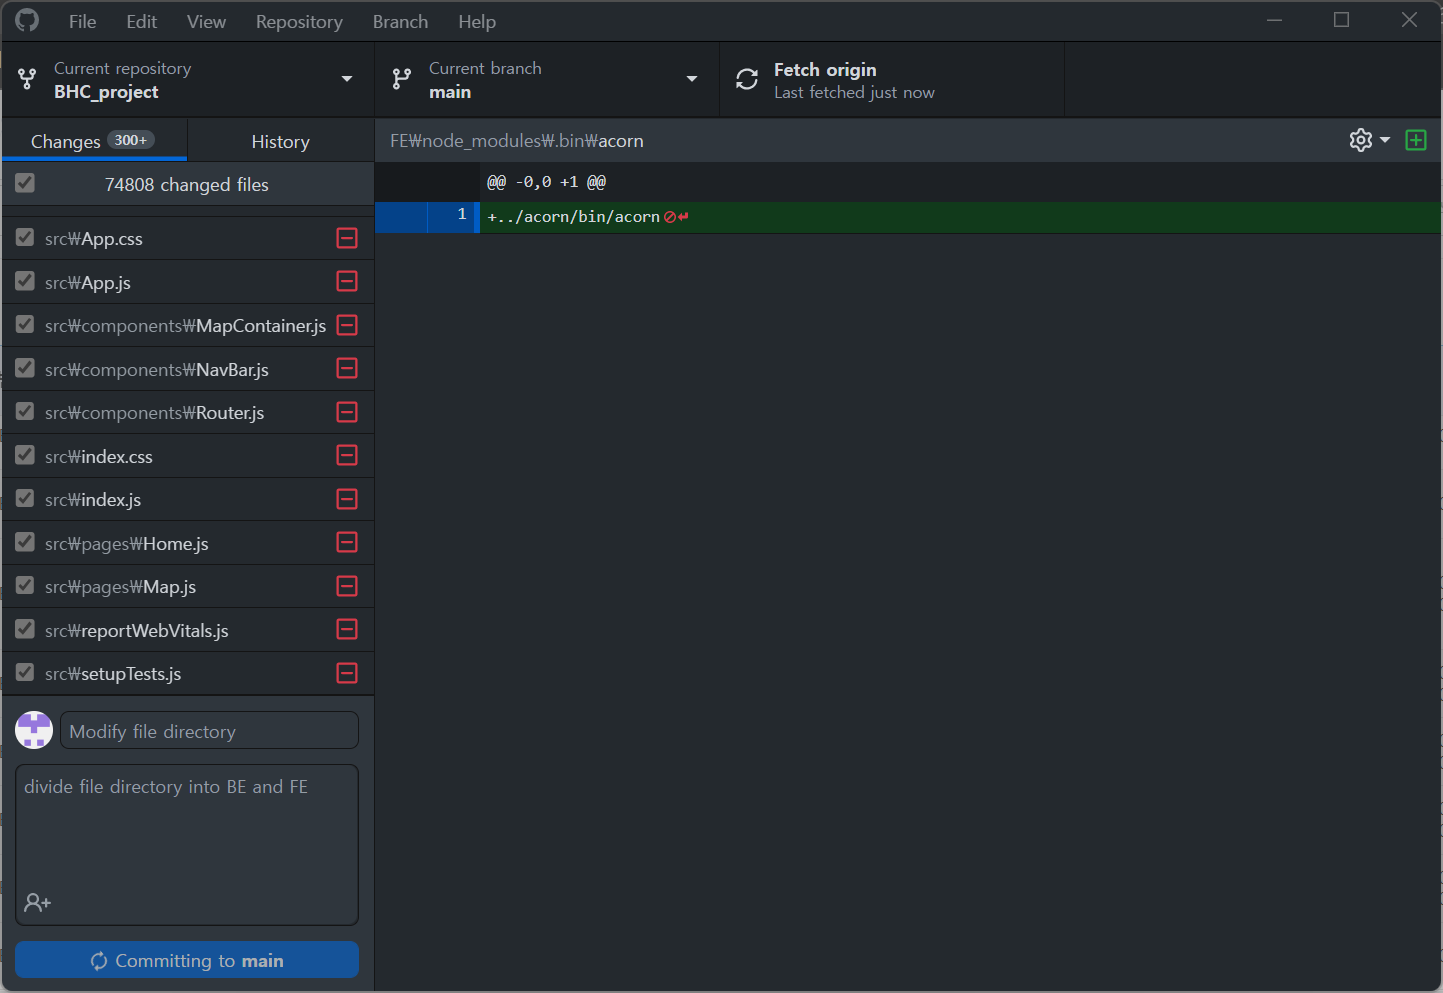 File Edit View Repository Branch Help
Current repository
BHC_project
Current branch
main
Fetch origin
Last fetched just now
Changes 300+
History
FE₩node_modules₩.bin₩acorn
74808 changed files
@@ -0,0 +1 @@
1 +../acorn/bin/acorn
src₩App.css
src₩App.js
src₩components₩MapContainer.js
src₩components₩NavBar.js
src₩components₩Router.js
src₩index.css
src₩index.js
src₩pages₩Home.js
src₩pages₩Map.js
src₩reportWebVitals.js
src₩setupTests.js
Modify file directory
divide file directory into BE and FE
Committing to main